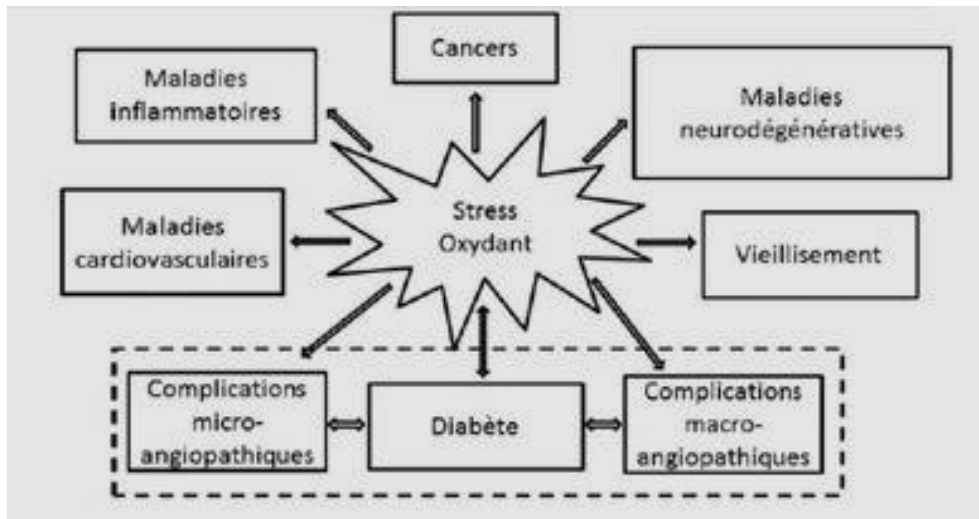 Cancers
Maladies
inflammatoires
Maladies
neurodégénératives
Stress
Oxydant
Maladies
cardiovasculaires
Vieillisement
Complications
micro-
angiopathiques
Diabète
Complications
macro-
angiopathiques